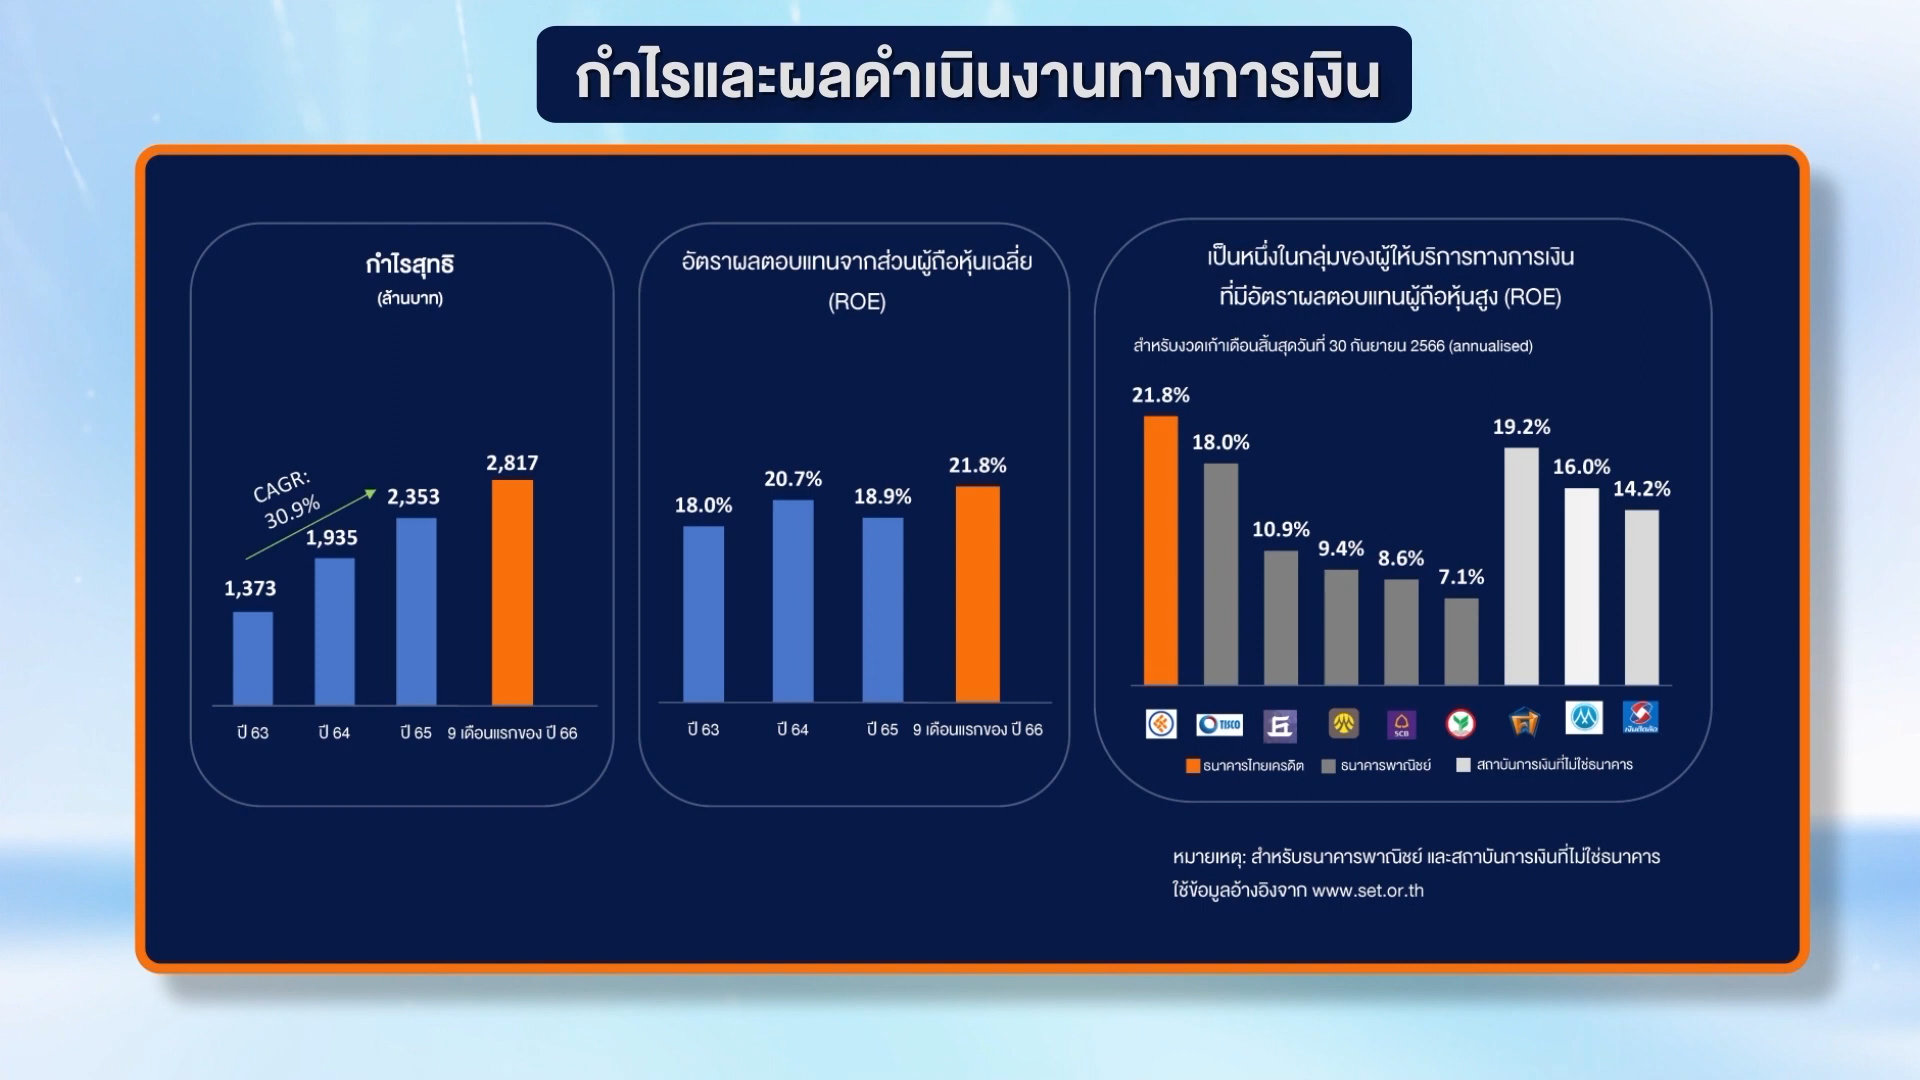 กำไรและผลดำเนินงานทางการเงิน
กำไรสุทธิ
(ล้านบาท)
CAGR:
30.9%
1,373
1,935
2,353
2,817
ปี 63
ปี 64
ปี 65
9 เดือนแรกของ ปี 66
อัตราผลตอบแทนจากส่วนผู้ถือหุ้นเฉลี่ย
(ROE)
18.0%
20.7%
18.9%
21.8%
ปี 63
ปี 64
ปี 65
9 เดือนแรกของ ปี 66
เป็นหนึ่งในกลุ่มของผู้ให้บริการทางการเงิน
ที่มีอัตราผลตอบแทนผู้ถือหุ้นสูง (ROE)
สำหรับงวดเก้าเดือนสิ้นสุดวันที่ 30 กันยายน 2566 (annualised)
21.8%
18.0%
10.9%
9.4%
8.6%
7.1%
19.2%
16.0%
14.2%
TISCO
SCB
เงินติดล้อ
ธนาคารไทยเครดิต
ธนาคารพาณิชย์
สถาบันการเงินที่ไม่ใช่ธนาคาร
หมายเหตุ: สำหรับธนาคารพาณิชย์ และสถาบันการเงินที่ไม่ใช่ธนาคาร
ใช้ข้อมูลอ้างอิงจาก www.set.or.th